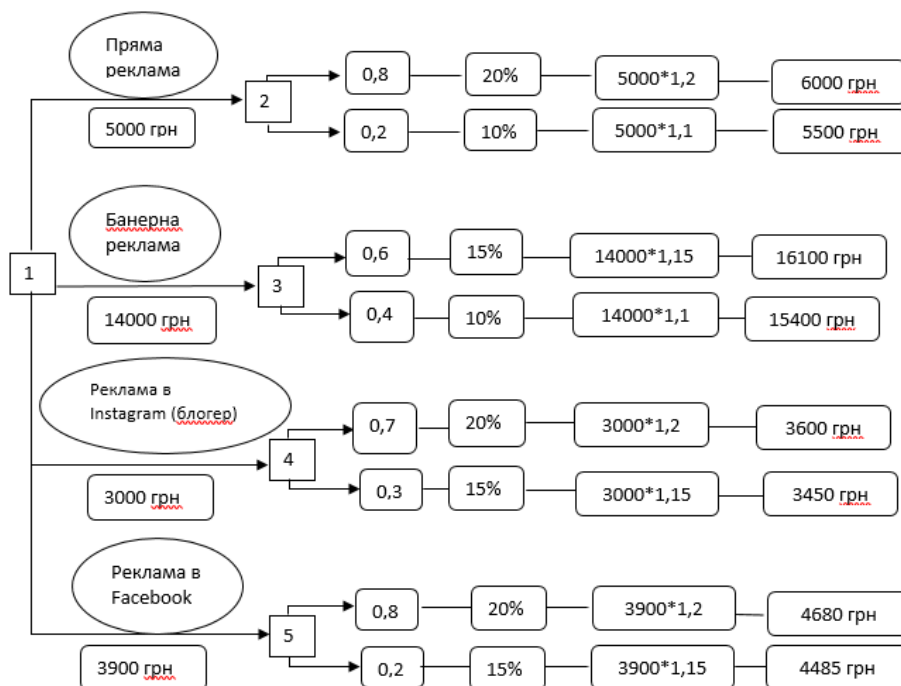 Пряма
реклама
5000 грн
2
0,8
20%
5000*1,2
6000 грн
0,2
10%
5000*1,1
5500 грн
1
Банерна
реклама
14000 грн
3
0,6
15%
14000*1,15
16100 грн
0,4
10%
14000*1,1
15400 грн
Реклама в
Instagram (блогер)
3000 грн
4
0,7
20%
3000*1,2
3600 грн
0,3
15%
3000*1,15
3450 грн
Реклама в
Facebook
3900 грн
5
0,8
20%
3900*1,2
4680 грн
0,2
15%
3900*1,15
4485 грн